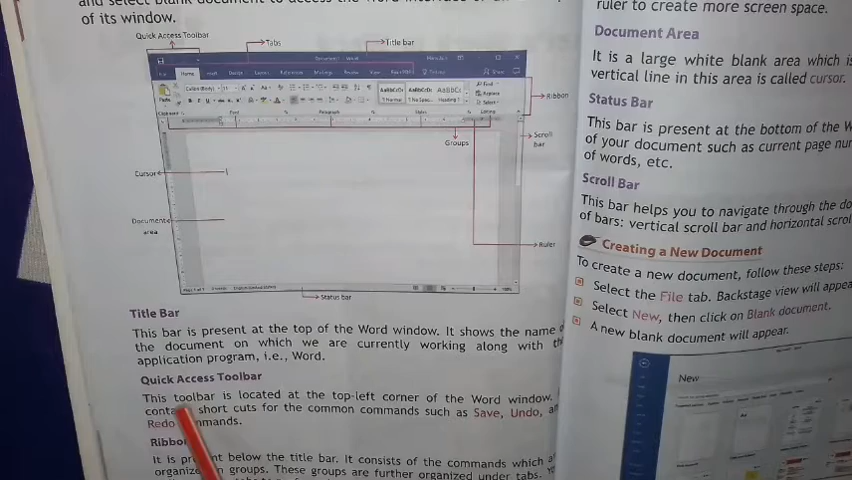 and select blank document to access the Word interface
of its window.
Quick Access Toolbar
Tabs
Title bar
Ribbon
Scroll
bar
Groups
Cursor
Document
area
Ruler
Status bar
Title Bar
This bar is present at the top of the Word window. It shows the name
the document on which we are currently working along with
application program, i.e., Word.
Quick Access Toolbar
This toolbar is located at the top-left corner of the Word window.
short cuts for the common commands such as Save, Undo,
Redo
It is below the title bar. It consists of the commands which
groups. These groups are further organized under tabs.
ruler to create more screen space.
Document Area
It is a large white blank area which
vertical line in this area is called cursor.
Status Bar
This bar is present at the bottom of the
of your document such as current page
of words, etc.
Scroll Bar
This bar helps you to navigate through the
of bars: vertical scroll bar and horizontal
Creating a New Document
To create a new document, follow these steps:
Select the File tab. Backstage view will
Select New, then click on Blank document.
A new blank document will appear.
New